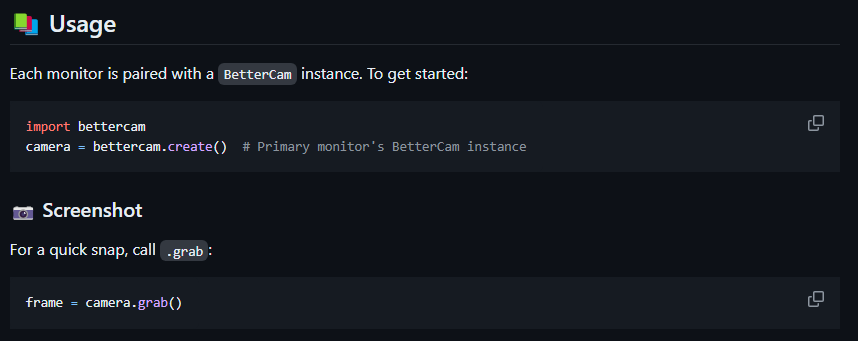 Usage
Each monitor is paired with a BetterCam instance. To get started:
import bettercam
camera = bettercam.create()  # Primary monitor's BetterCam instance
Screenshot
For a quick snap, call .grab:
frame = camera.grab()